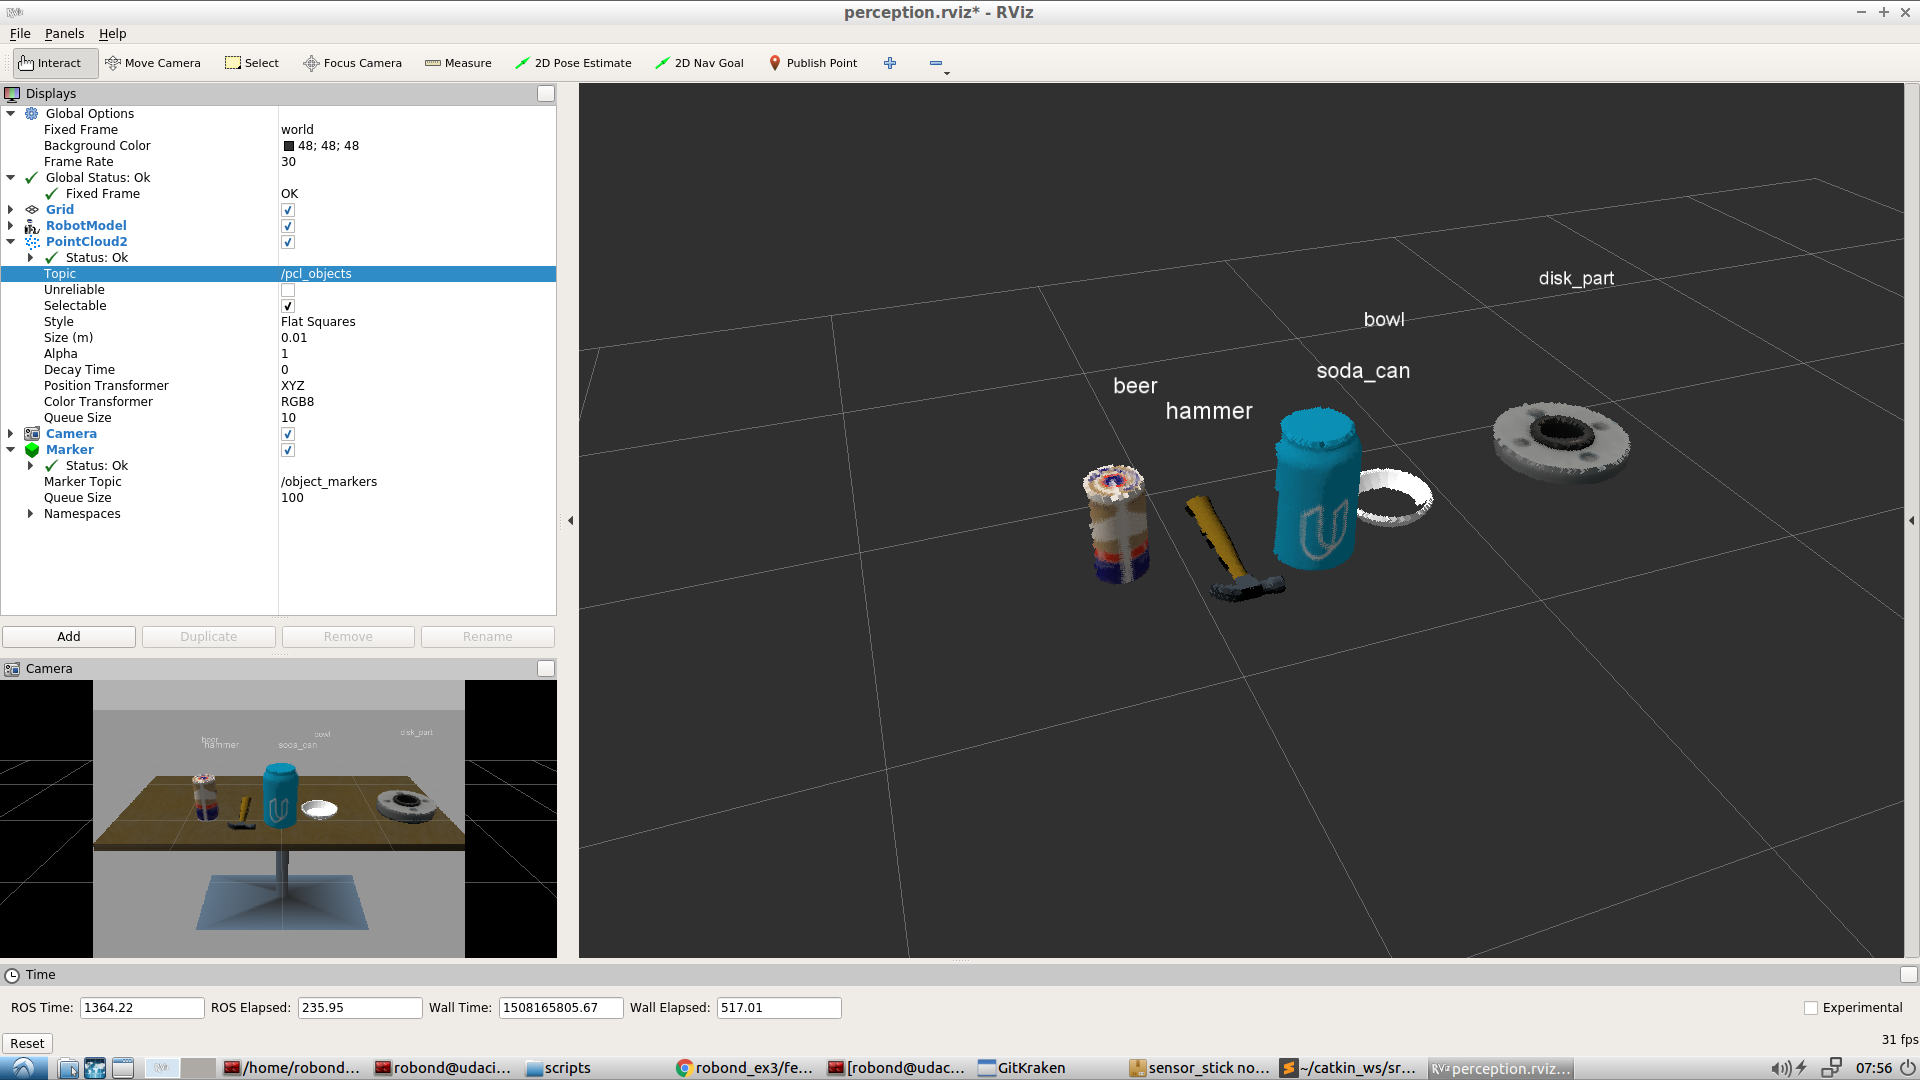 perception.rviz* - RViz
File Panels Help
Interact Move Camera Select Focus Camera Measure 2D Pose Estimate 2D Nav Goal Publish Point
Displays
Global Options
Fixed Frame world
Background Color 48; 48; 48
Frame Rate 30
Global Status: Ok
Fixed Frame OK
Grid
RobotModel
PointCloud2
Status: Ok
Topic /pcl_objects
Unreliable
Selectable
Style Flat Squares
Size (m) 0.01
Alpha 1
Decay Time 0
Position Transformer XYZ
Color Transformer RGB8
Queue Size 10
Camera
Marker
Status: Ok
Marker Topic /object_markers
Queue Size 100
Namespaces
Add Duplicate Remove Rename
Camera
beer
hammer
soda_can
bowl
disk_part
disk_part
bowl
soda_can
beer
hammer
Time
ROS Time: 1364.22 ROS Elapsed: 235.95 Wall Time: 1508165805.67 Wall Elapsed: 517.01 Experimental
Reset 31 fps
/home/robond... robond@udaci... scripts robond_ex3/fe... [robond@udac... GitKraken sensor_stick no... ~/catkin_ws/sr... perception.rviz... 07:56